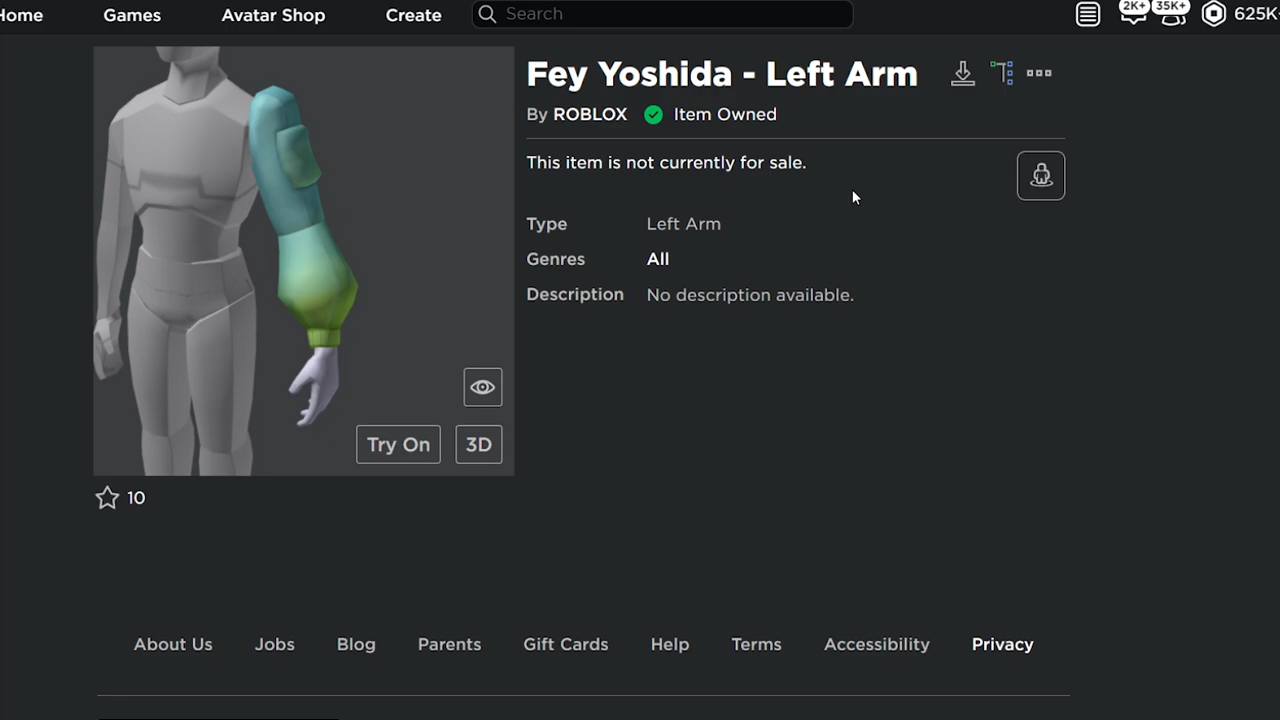 Home Games Avatar Shop Create Search 2K+ 35K+ 625K+
Fey Yoshida - Left Arm
By ROBLOX Item Owned
This item is not currently for sale.
Type Left Arm
Genres All
Description No description available.
Try On 3D
10
About Us Jobs Blog Parents Gift Cards Help Terms Accessibility Privacy